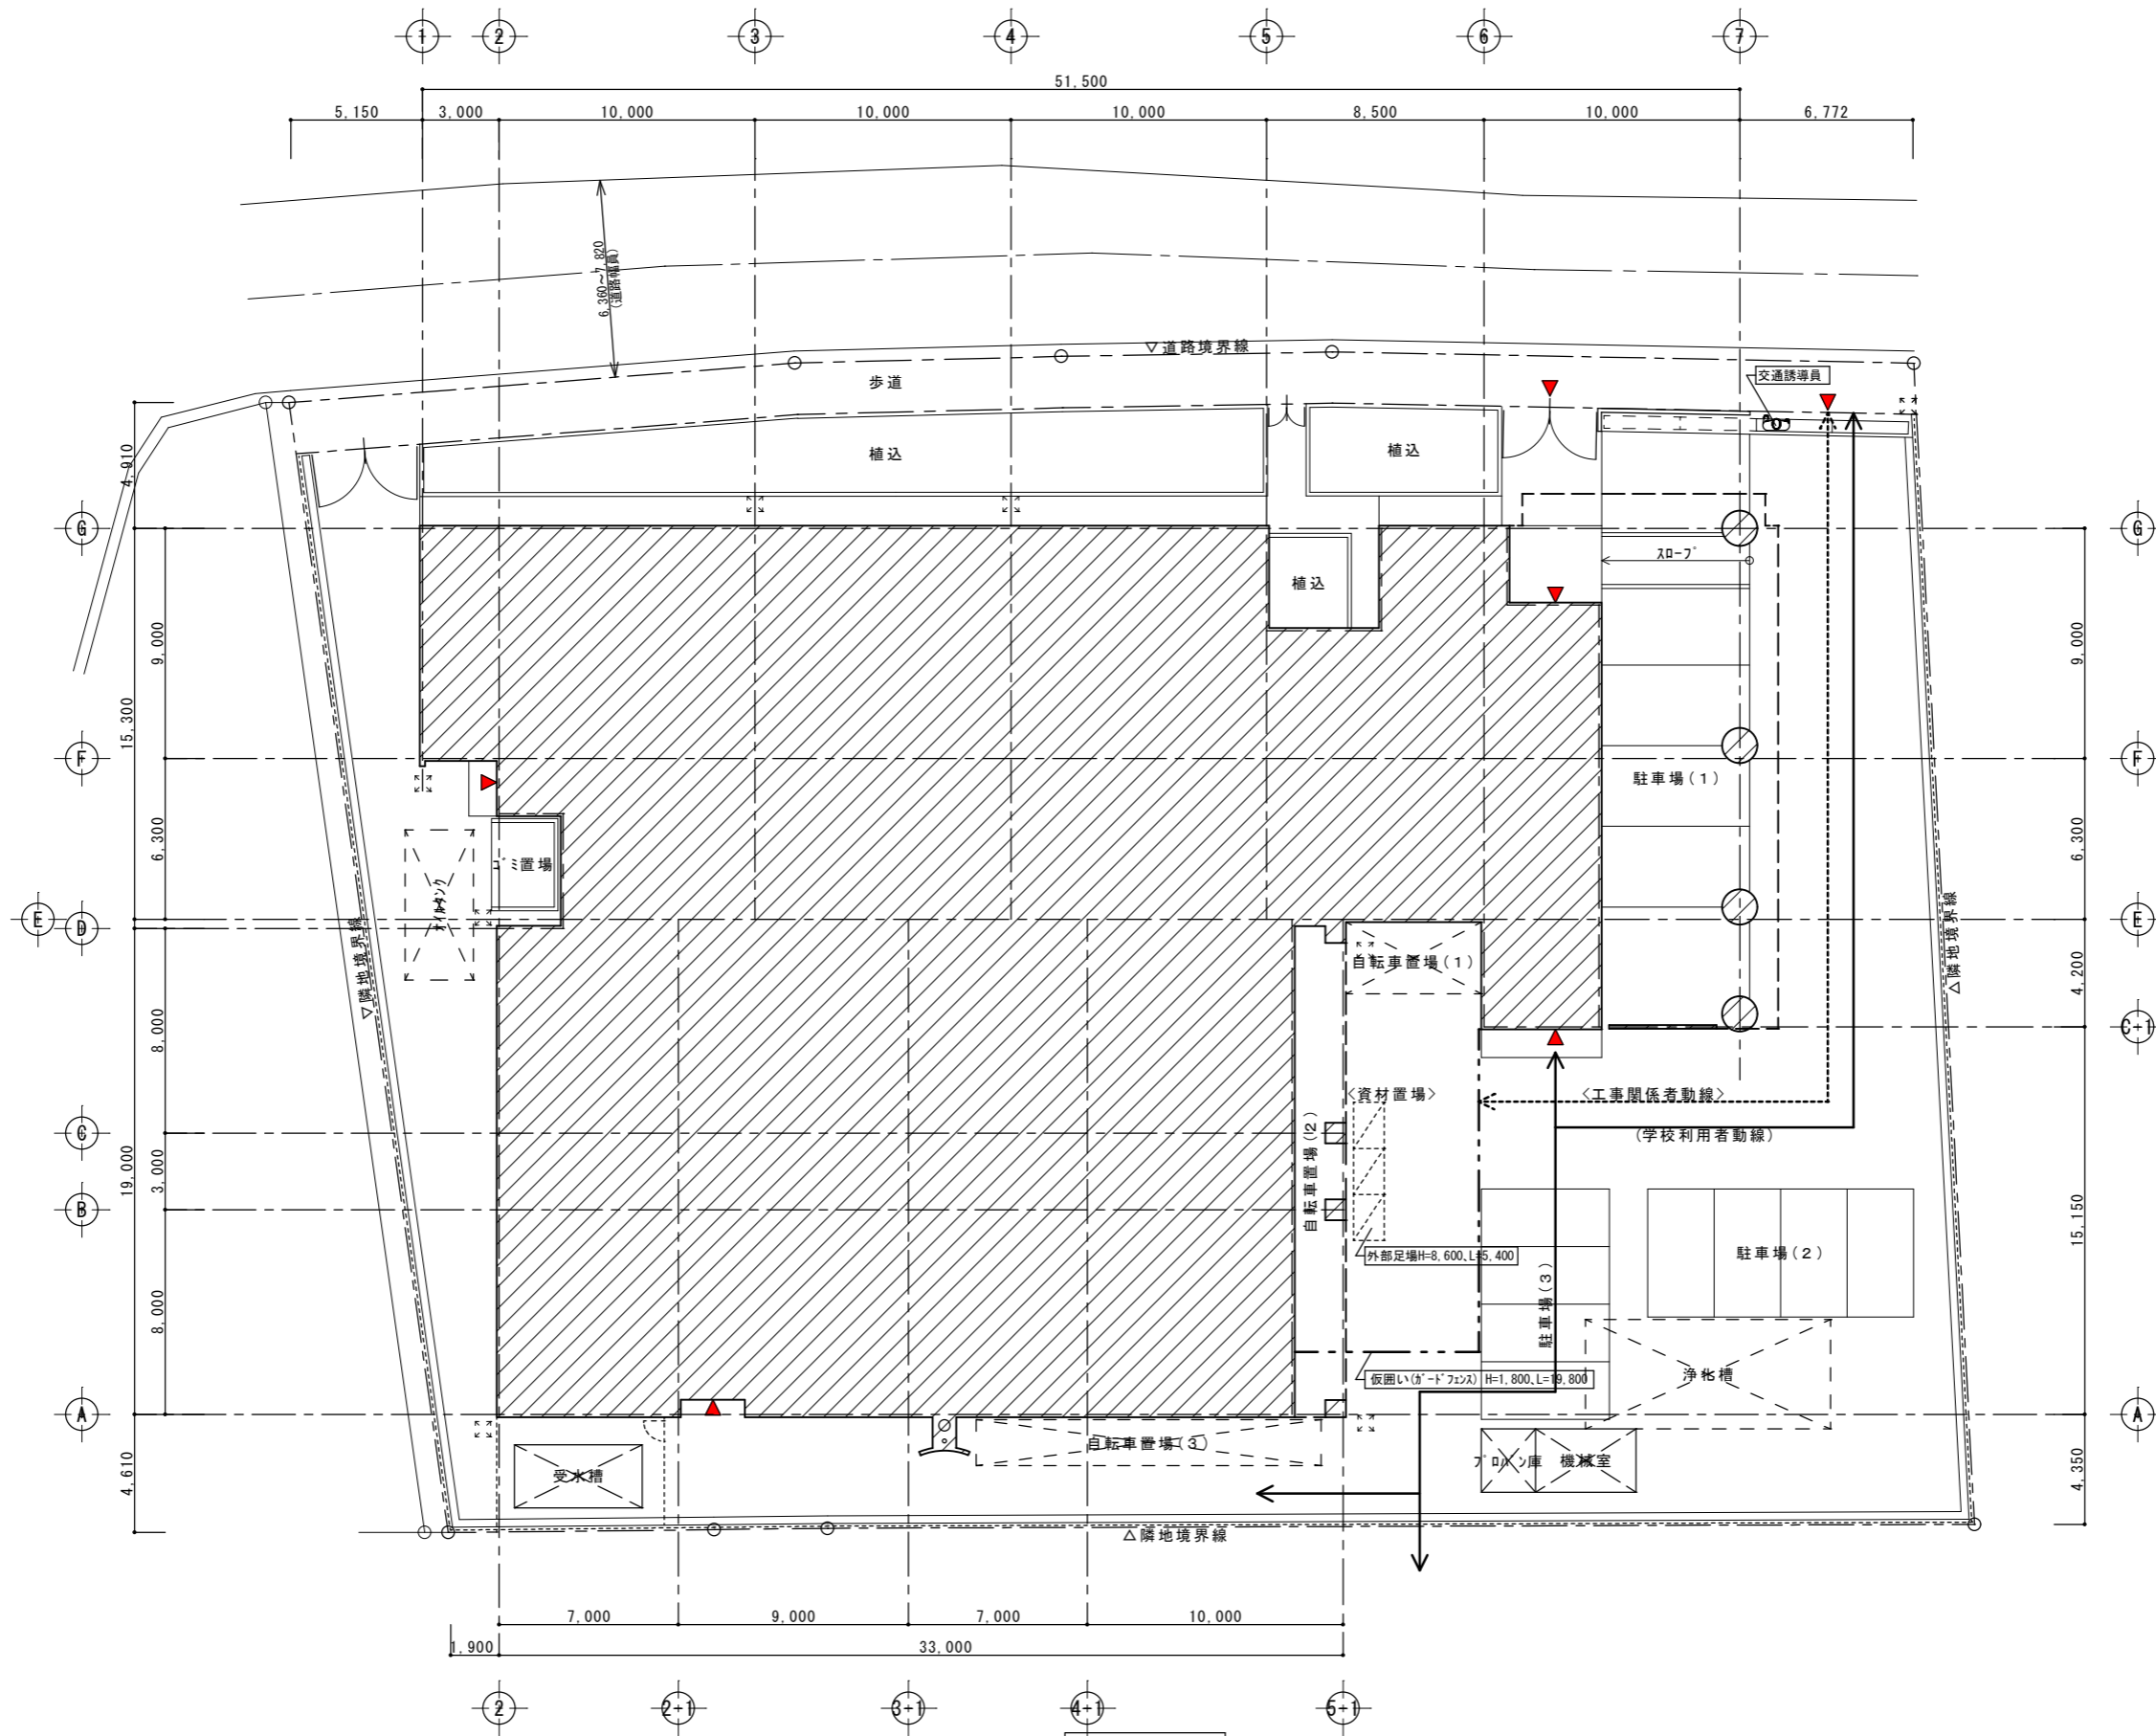 1 2 3 4 5 6 7
51,500
5,150 3,000 10,000 10,000 10,000 8,500 10,000 6,772
6,360~7,820
(道路幅員)
▽道路境界線
歩道
交通誘導員
植込
植込
4,910
G
G
植込
スロープ
9,000
9,000
15,300
F
F
駐車場(1)
6,300
6,300
ゴミ置場
オイルタンク
▽隣地境界線
△隣地境界線
E
D
E
自転車置場(1)
4,200
8,000
C-1
〈資材置場〉
〈工事関係者動線〉
C
(学校利用者動線)
自転車置場(2)
19,000
3,000
B
15,150
外部足場H=8,600、L=5,400
駐車場(2)
駐車場(3)
8,000
仮囲い(ガードフェンス) H=1,800、L=19,800
浄化槽
A
A
自転車置場(3)
受水槽
プロパン庫
機械室
4,610
4,350
△隣地境界線
7,000 9,000 7,000 10,000
1,900 33,000
2 2-1 3-1 4-1 5-1